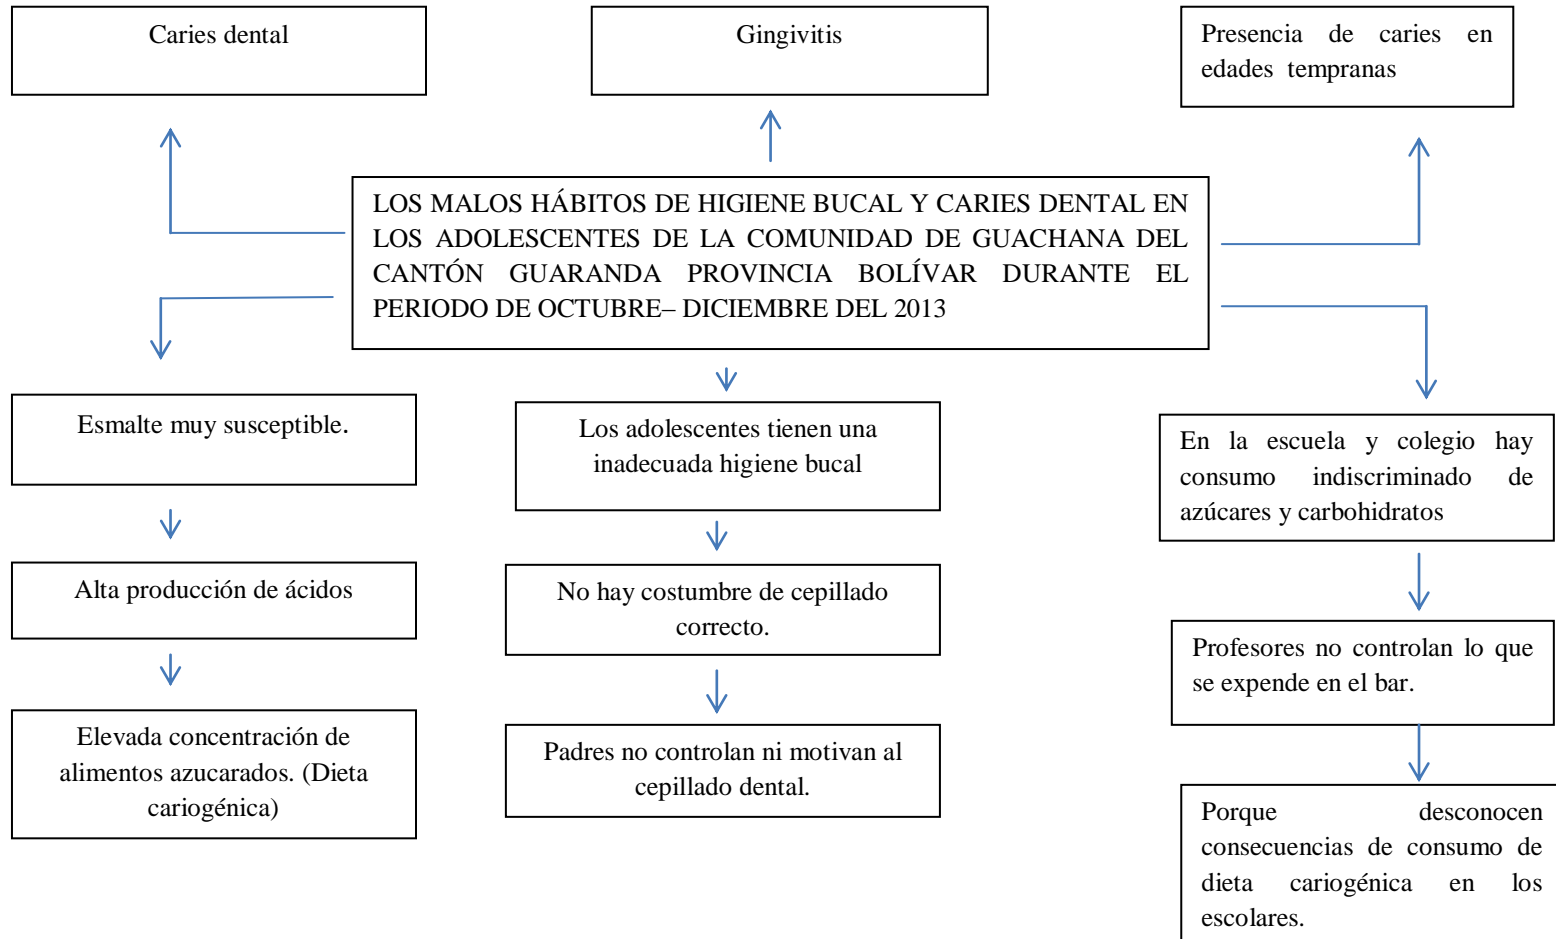 Caries dental
Gingivitis
Presencia de caries en
edades tempranas
LOS MALOS HÁBITOS DE HIGIENE BUCAL Y CARIES DENTAL EN
LOS ADOLESCENTES DE LA COMUNIDAD DE GUACHANA DEL
CANTÓN GUARANDA PROVINCIA BOLÍVAR DURANTE EL
PERIODO DE OCTUBRE– DICIEMBRE DEL 2013
Esmalte muy susceptible.
Alta producción de ácidos
Elevada concentración de
alimentos azucarados. (Dieta
cariogénica)
Los adolescentes tienen una
inadecuada higiene bucal
No hay costumbre de cepillado
correcto.
Padres no controlan ni motivan al
cepillado dental.
En la escuela y colegio hay
consumo indiscriminado de
azúcares y carbohidratos
Profesores no controlan lo que
se expende en el bar.
Porque desconocen
consecuencias de consumo de
dieta cariogénica en los
escolares.